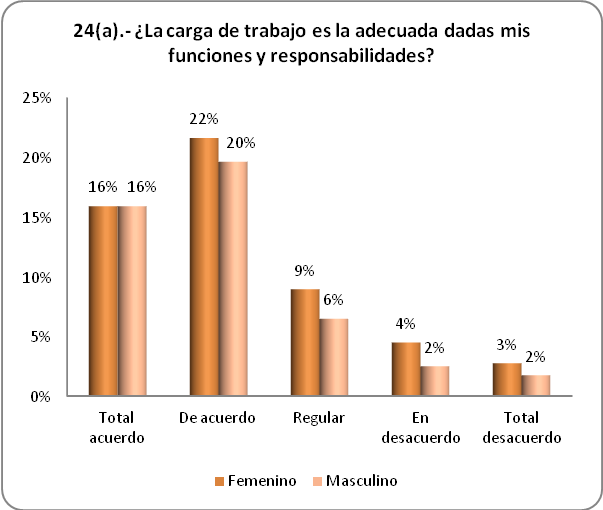 24(a).- ¿La carga de trabajo es la adecuada dadas mis
funciones y responsabilidades?
25%
20%
15%
10%
5%
0%
16% 16%
22%
20%
9%
6%
4%
2%
3%
2%
Total
acuerdo
De acuerdo
Regular
En
desacuerdo
Total
desacuerdo
Femenino Masculino